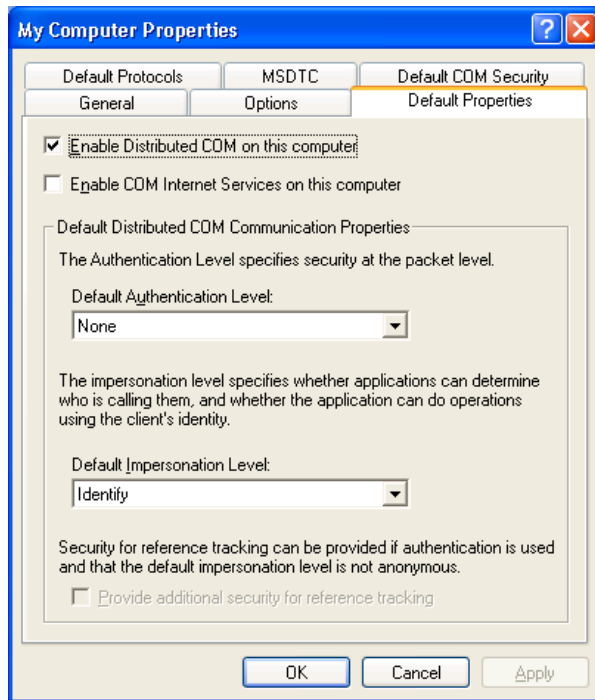 My Computer Properties
Default Protocols
MSDTC
Default COM Security
General
Options
Default Properties
Enable Distributed COM on this computer
Enable COM Internet Services on this computer
Default Distributed COM Communication Properties
The Authentication Level specifies security at the packet level.
Default Authentication Level:
None
The impersonation level specifies whether applications can determine
who is calling them, and whether the application can do operations
using the client's identity.
Default Impersonation Level:
Identify
Security for reference tracking can be provided if authentication is used
and that the default impersonation level is not anonymous.
Provide additional security for reference tracking
OK
Cancel
Apply